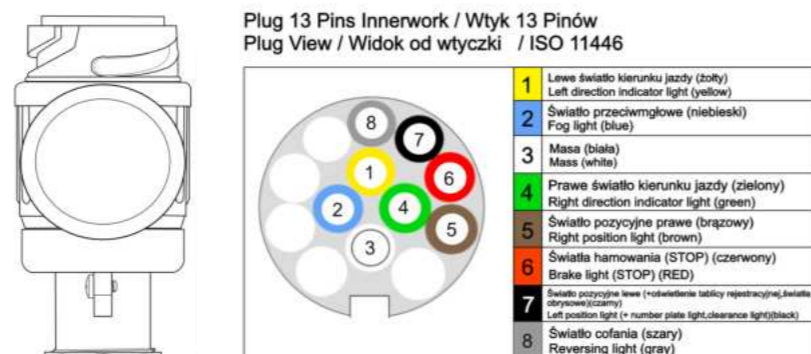 Plug 13 Pins Innerwork / Wtyk 13 Pinów
Plug View / Widok od wtyczki / ISO 11446
8
7
1
6
2
4
5
3
1 Lewe światło kierunku jazdy (żołty)
Left direction indicator light (yellow)
2 Światło przeciwmgłowe (niebieski)
Fog light (blue)
3 Masa (biała)
Mass (white)
4 Prawe światło kierunku jazdy (zielony)
Right direction indicator light (green)
5 Światło pozycyjne prawe (brązowy)
Right position light (brown)
6 Światła hamowania (STOP) (czerwony)
Brake light (STOP) (RED)
7 Światło pozycyjne lewe (+oświetlenie tablicy rejestracyjnej,światła
obrysowe)(czarny)
Left position light (+ number plate light,clearance light)(black)
8 Światło cofania (szary)
Reversing light (gray)